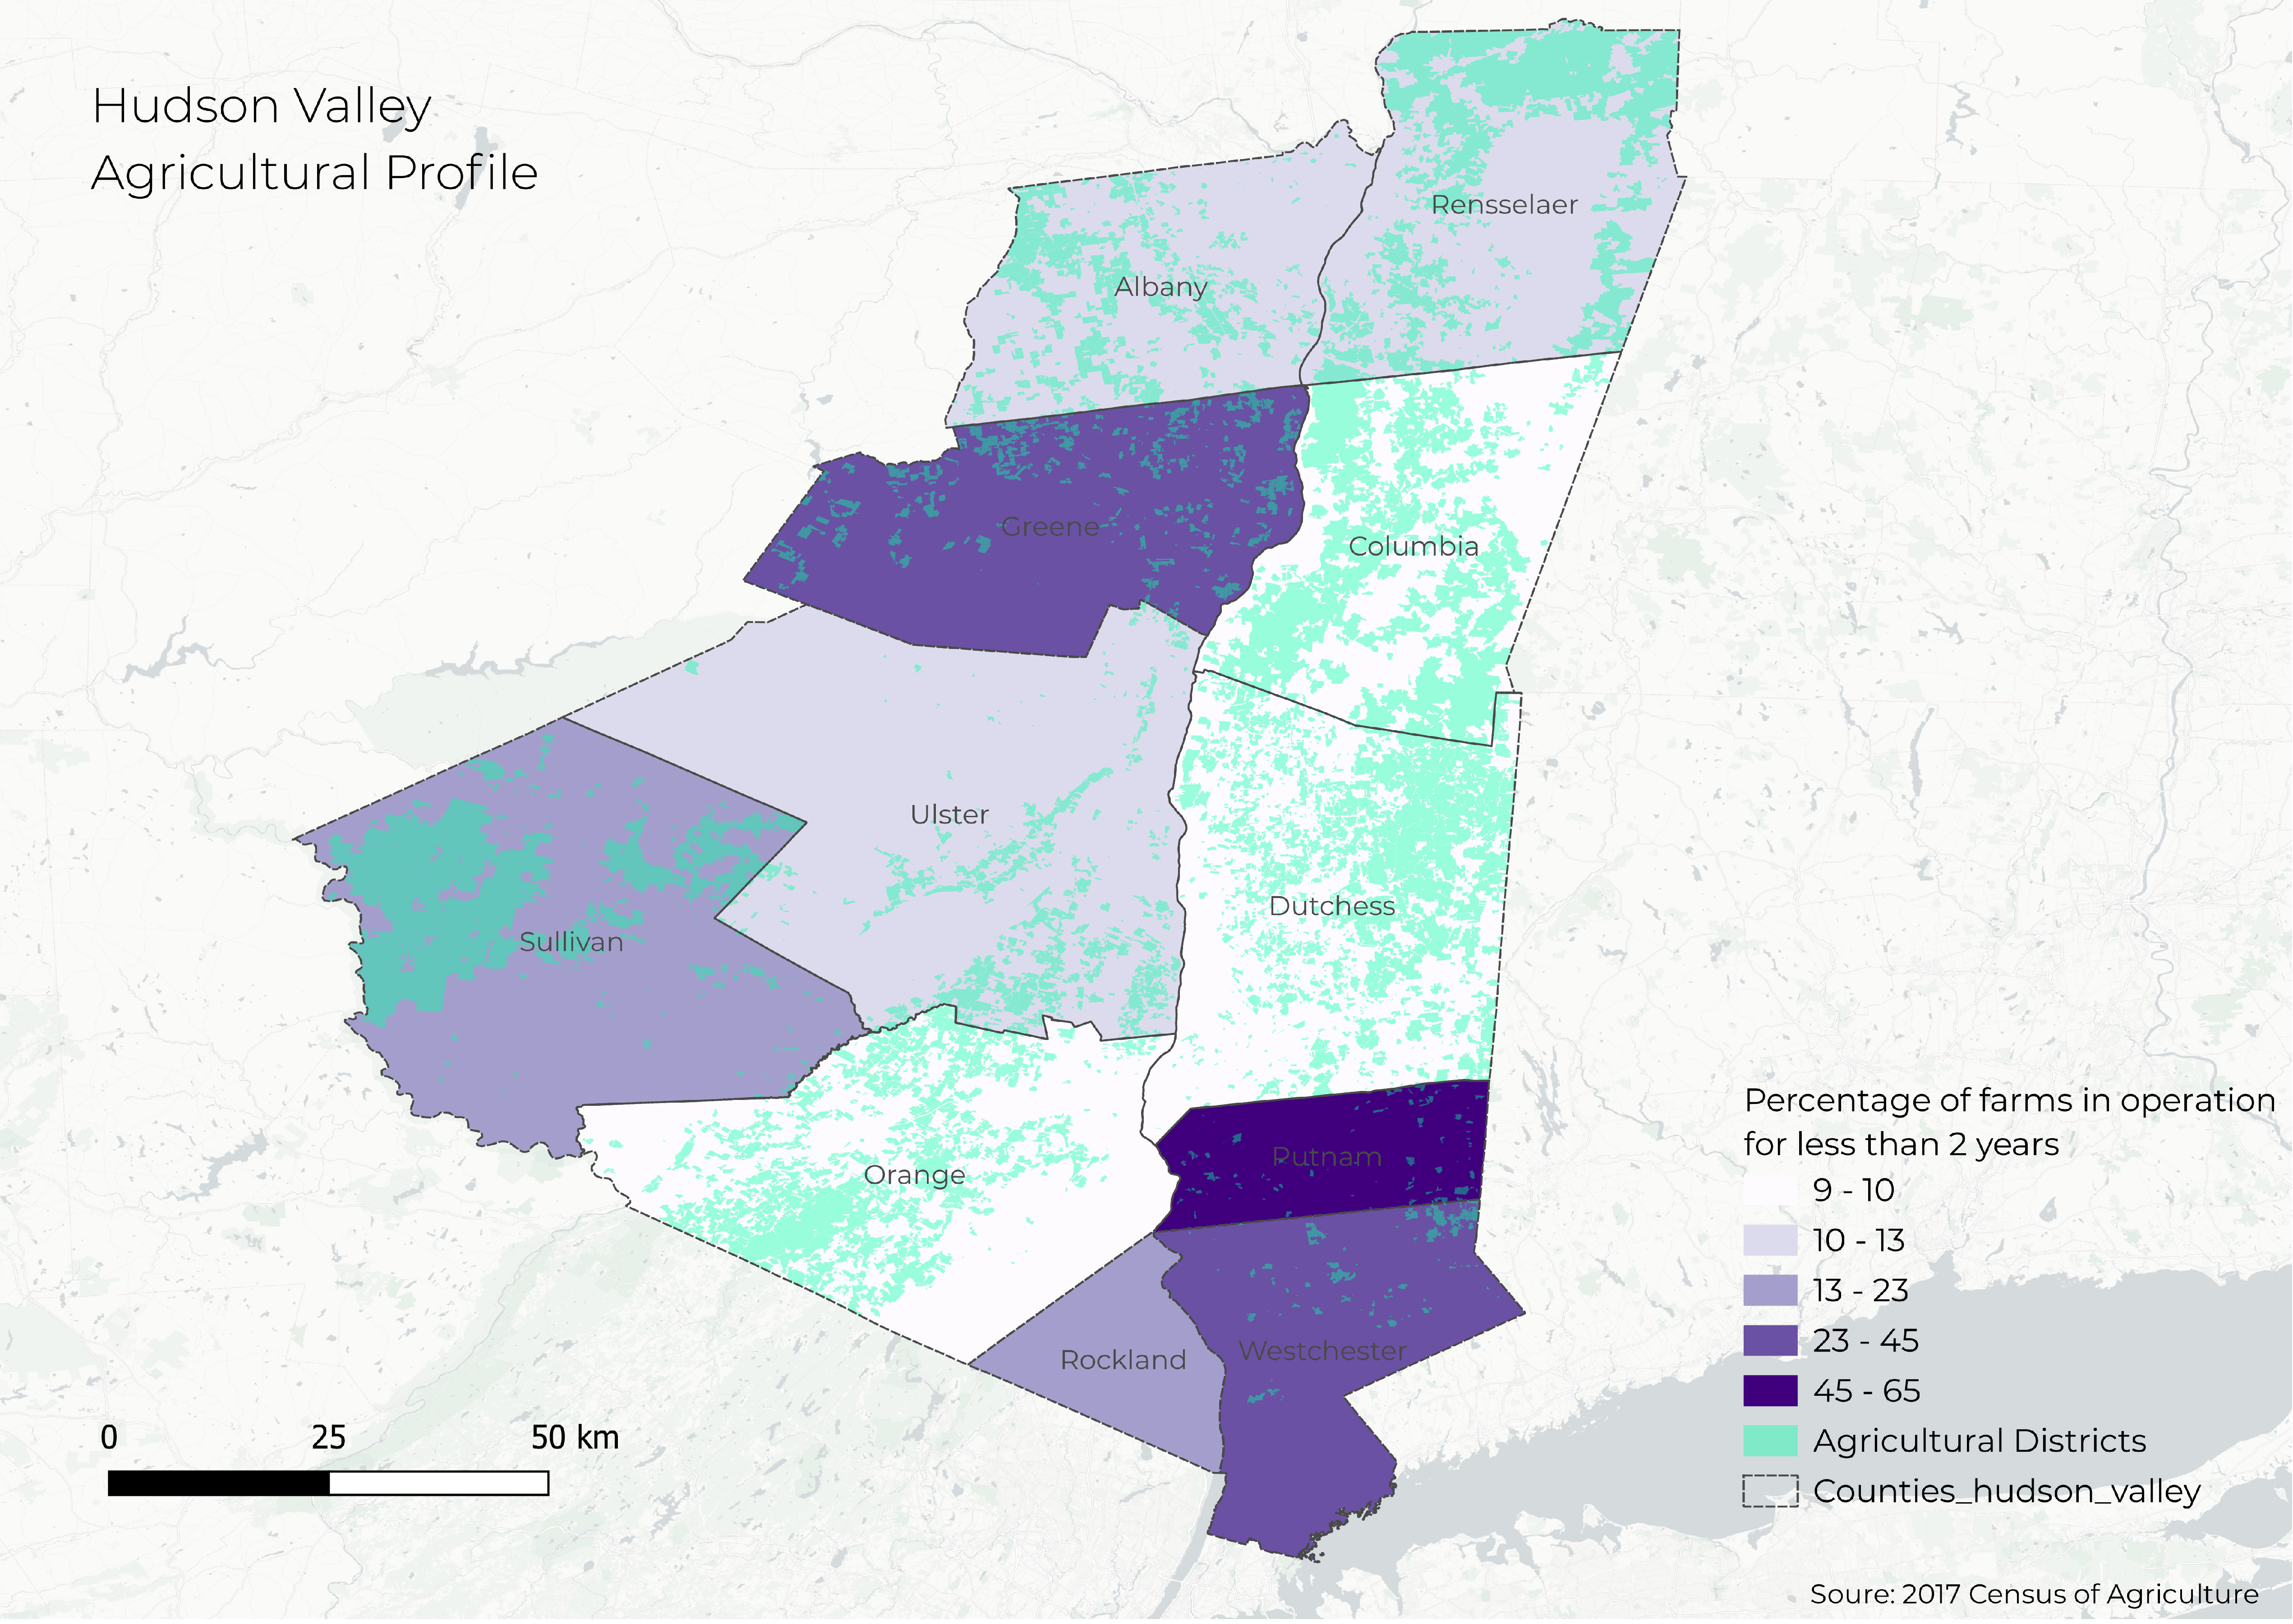 Hudson Valley
Agricultural Profile
Rensselaer
Albany
Greene
Columbia
Ulster
Dutchess
Sullivan
Putnam
Orange
Westchester
Rockland
0 25 50 km
Percentage of farms in operation
for less than 2 years
9 - 10
10 - 13
13 - 23
23 - 45
45 - 65
Agricultural Districts
Counties_hudson_valley
Soure: 2017 Census of Agriculture